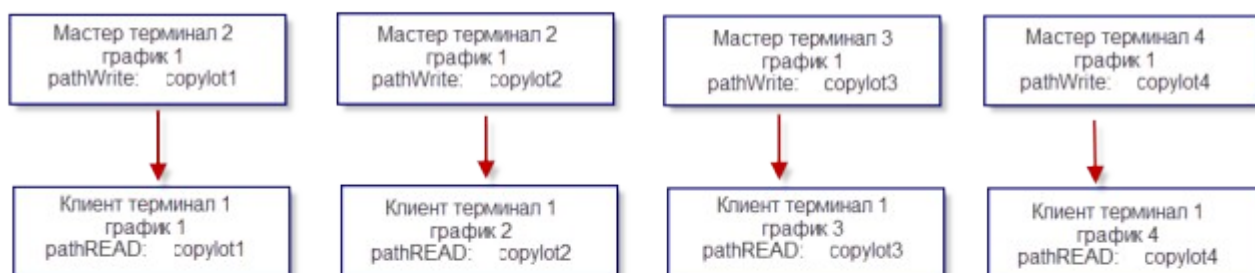 Мастер терминал 2
график 1
pathWrite: copylot1
Мастер терминал 2
график 1
pathWrite: copylot2
Мастер терминал 3
график 1
pathWrite: copylot3
Мастер терминал 4
график 1
pathWrite: copylot4
Клиент терминал 1
график 1
pathREAD: copylot1
Клиент терминал 1
график 2
pathREAD: copylot2
Клиент терминал 1
график 3
pathREAD: copylot3
Клиент терминал 1
график 4
pathREAD: copylot4